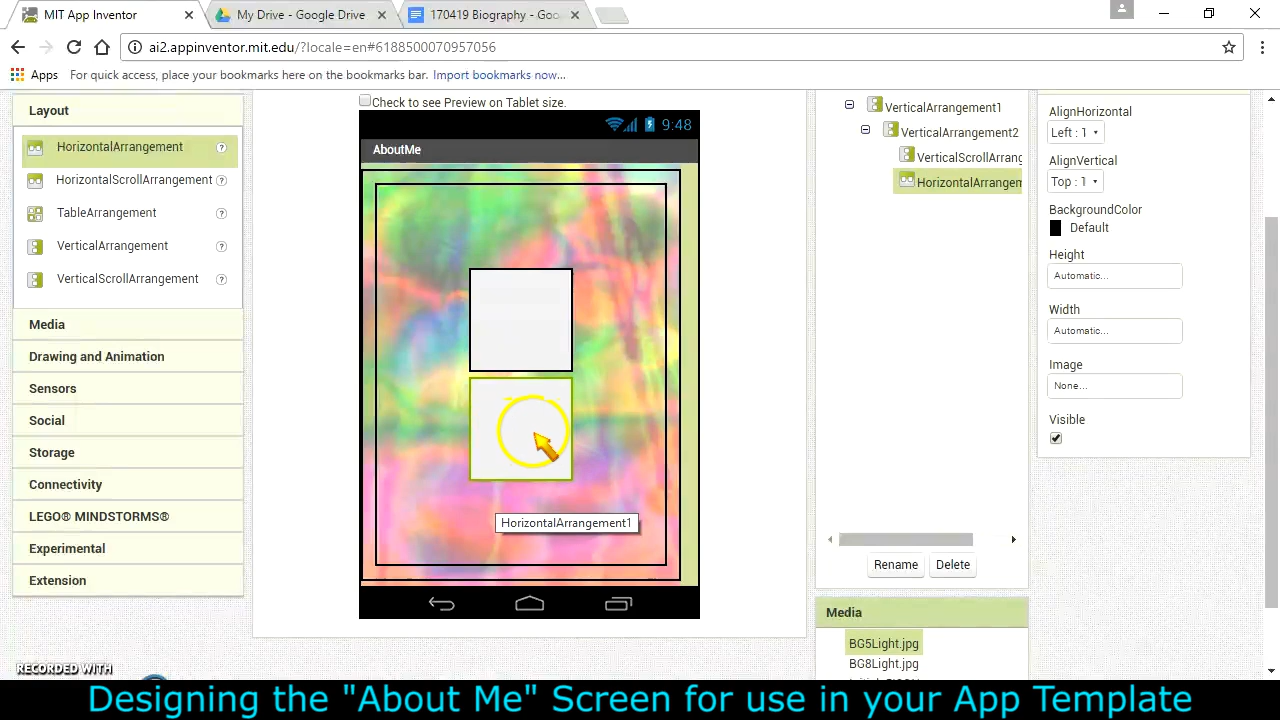 MIT App Inventor
My Drive - Google Drive
170419 Biography - Goo
ai2.appinventor.mit.edu/?locale=en#6188500070957056
Apps
For quick access, place your bookmarks here on the bookmarks bar. Import bookmarks now...
Layout
HorizontalArrangement ?
HorizontalScrollArrangement ?
TableArrangement ?
VerticalArrangement ?
VerticalScrollArrangement ?
Media
Drawing and Animation
Sensors
Social
Storage
Connectivity
LEGO® MINDSTORMS®
Experimental
Extension
Check to see Preview on Tablet size.
9:48
AboutMe
HorizontalArrangement1
VerticalArrangement1
VerticalArrangement2
VerticalScrollArrang
HorizontalArrangem
Rename Delete
Media
BG5Light.jpg
BG8Light.jpg
AlignHorizontal
Left : 1
AlignVertical
Top : 1
BackgroundColor
Default
Height
Automatic...
Width
Automatic...
Image
None...
Visible
RECORDED WITH
Designing the "About Me" Screen for use in your App Template